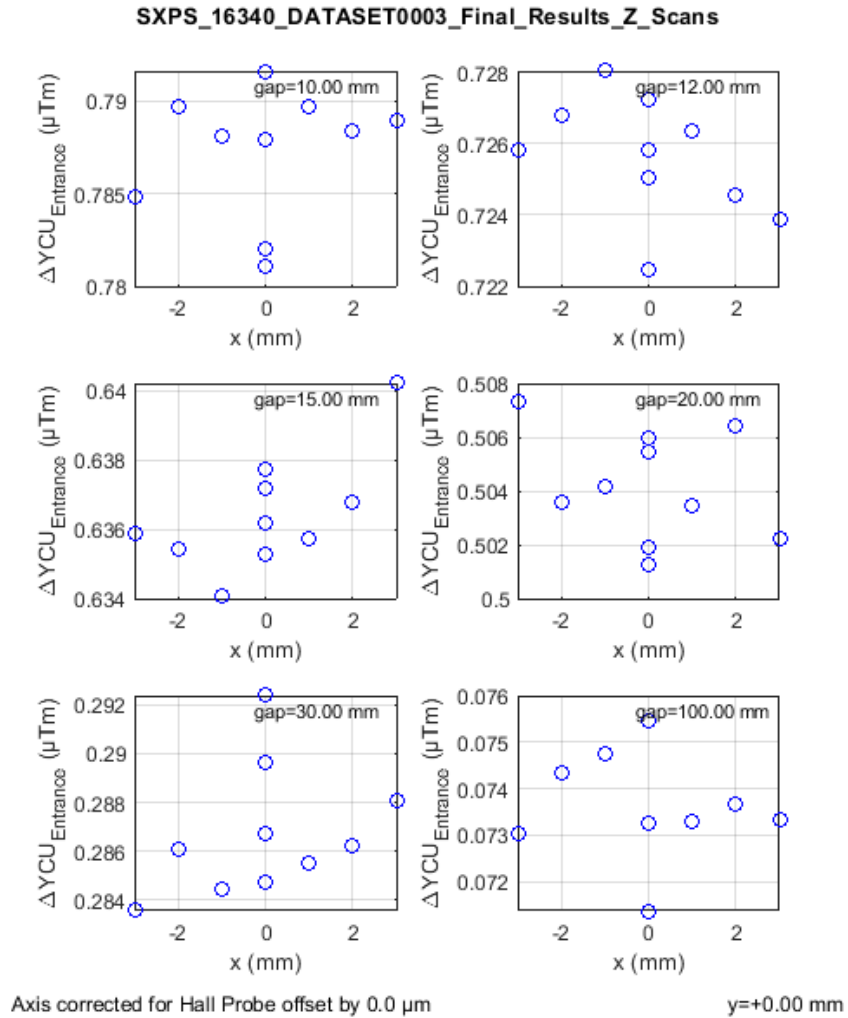 SXPS_16340_DATASET0003_Final_Results_Z_Scans
ΔYCU_Entrance (µTm)
gap=10.00 mm
0.79
0.785
0.78
-2 0 2
x (mm)
ΔYCU_Entrance (µTm)
gap=12.00 mm
0.728
0.726
0.724
0.722
-2 0 2
x (mm)
ΔYCU_Entrance (µTm)
gap=15.00 mm
0.64
0.638
0.636
0.634
-2 0 2
x (mm)
ΔYCU_Entrance (µTm)
gap=20.00 mm
0.508
0.506
0.504
0.502
0.5
-2 0 2
x (mm)
ΔYCU_Entrance (µTm)
gap=30.00 mm
0.292
0.29
0.288
0.286
0.284
-2 0 2
x (mm)
ΔYCU_Entrance (µTm)
gap=100.00 mm
0.076
0.075
0.074
0.073
0.072
-2 0 2
x (mm)
Axis corrected for Hall Probe offset by 0.0 µm
y=+0.00 mm